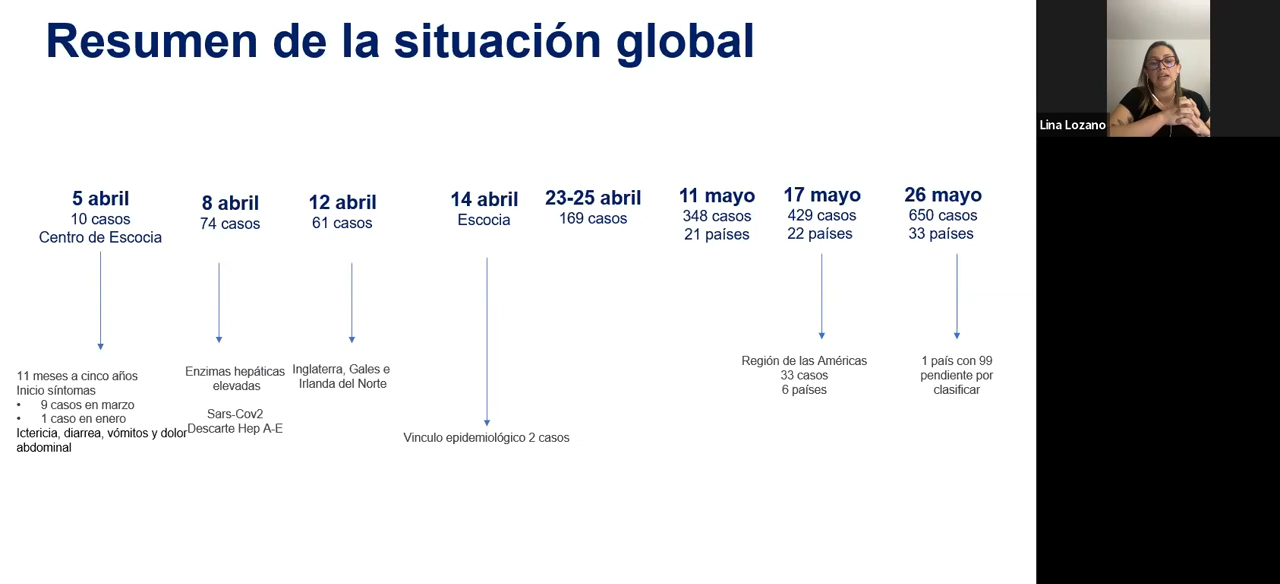 Resumen de la situación global
Lina Lozano
5 abril
10 casos
Centro de Escocia
8 abril
74 casos
12 abril
61 casos
14 abril
Escocia
23-25 abril
169 casos
11 mayo
348 casos
21 países
17 mayo
429 casos
22 países
26 mayo
650 casos
33 países
11 meses a cinco años
Inicio síntomas
• 9 casos en marzo
• 1 caso en enero
Ictericia, diarrea, vómitos y dolor
abdominal
Enzimas hepáticas
elevadas
Sars-Cov2
Descarte Hep A-E
Inglaterra, Gales e
Irlanda del Norte
Vinculo epidemiológico 2 casos
Región de las Américas
33 casos
6 países
1 país con 99
pendiente por
clasificar